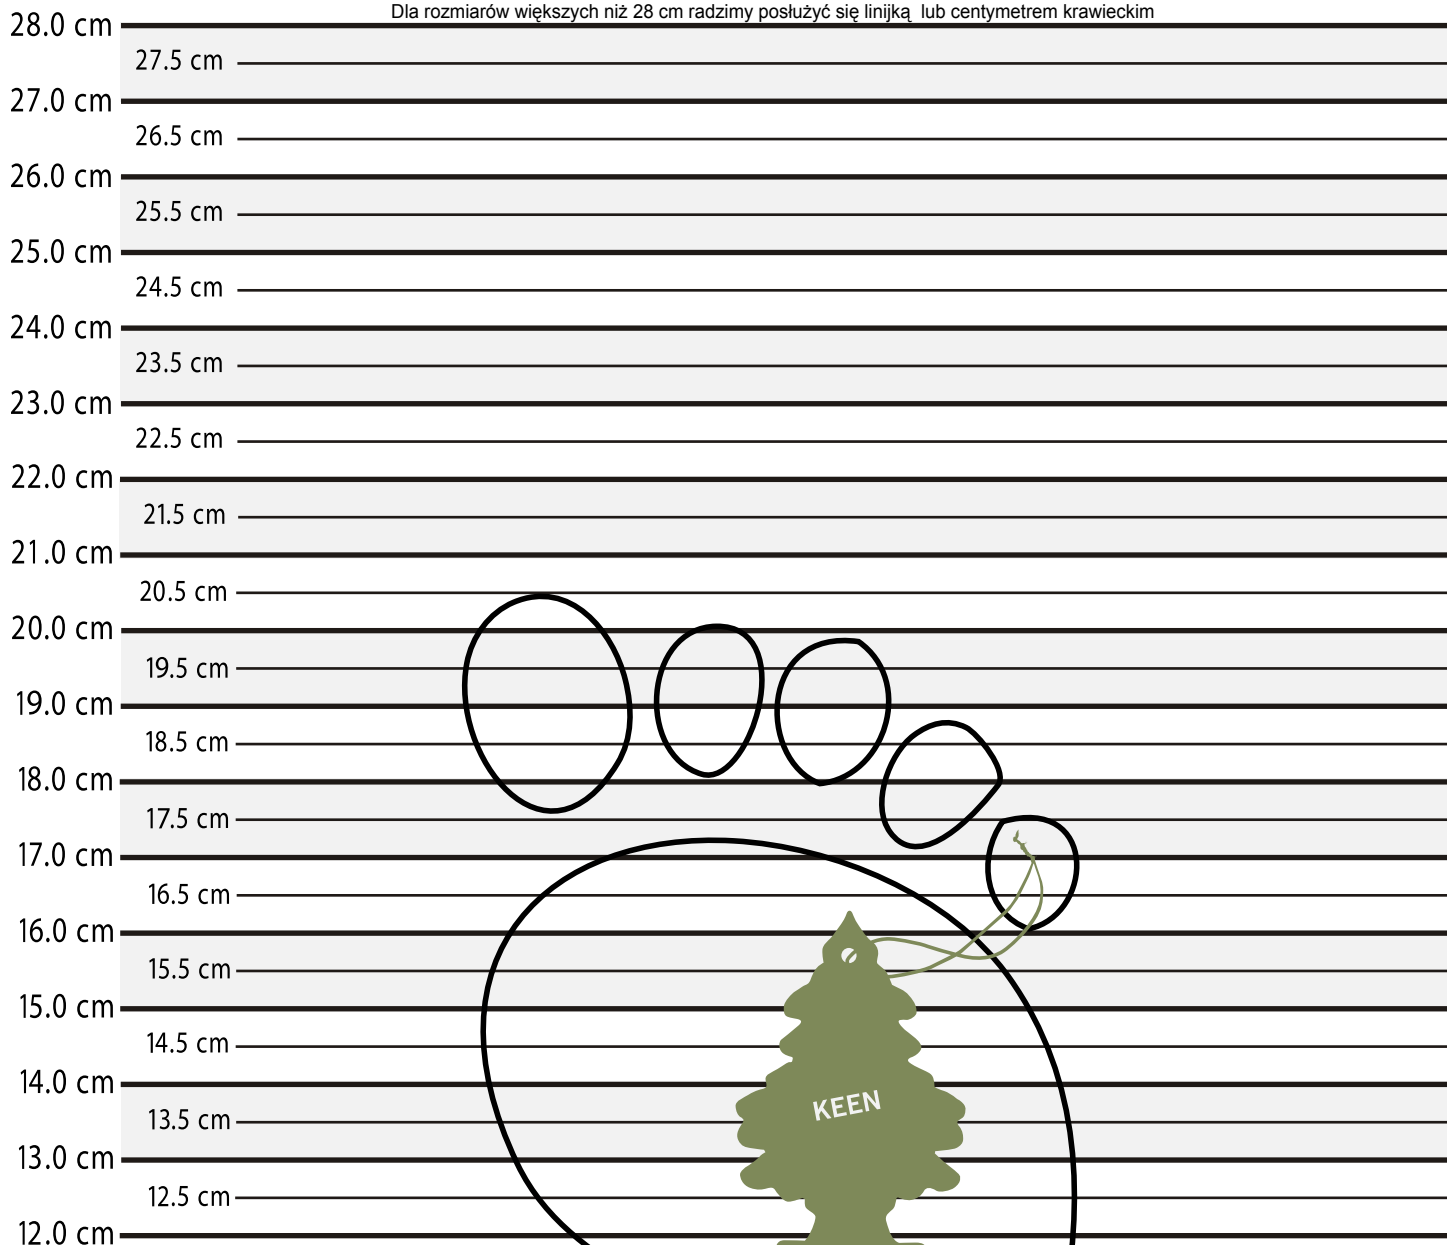 Dla rozmiarów większych niż 28 cm radzimy posłużyć się linijką lub centymetrem krawieckim
28.0 cm
27.5 cm
27.0 cm
26.5 cm
26.0 cm
25.5 cm
25.0 cm
24.5 cm
24.0 cm
23.5 cm
23.0 cm
22.5 cm
22.0 cm
21.5 cm
21.0 cm
20.5 cm
20.0 cm
19.5 cm
19.0 cm
18.5 cm
18.0 cm
17.5 cm
17.0 cm
16.5 cm
16.0 cm
15.5 cm
15.0 cm
14.5 cm
14.0 cm
KEEN
13.5 cm
13.0 cm
12.5 cm
12.0 cm